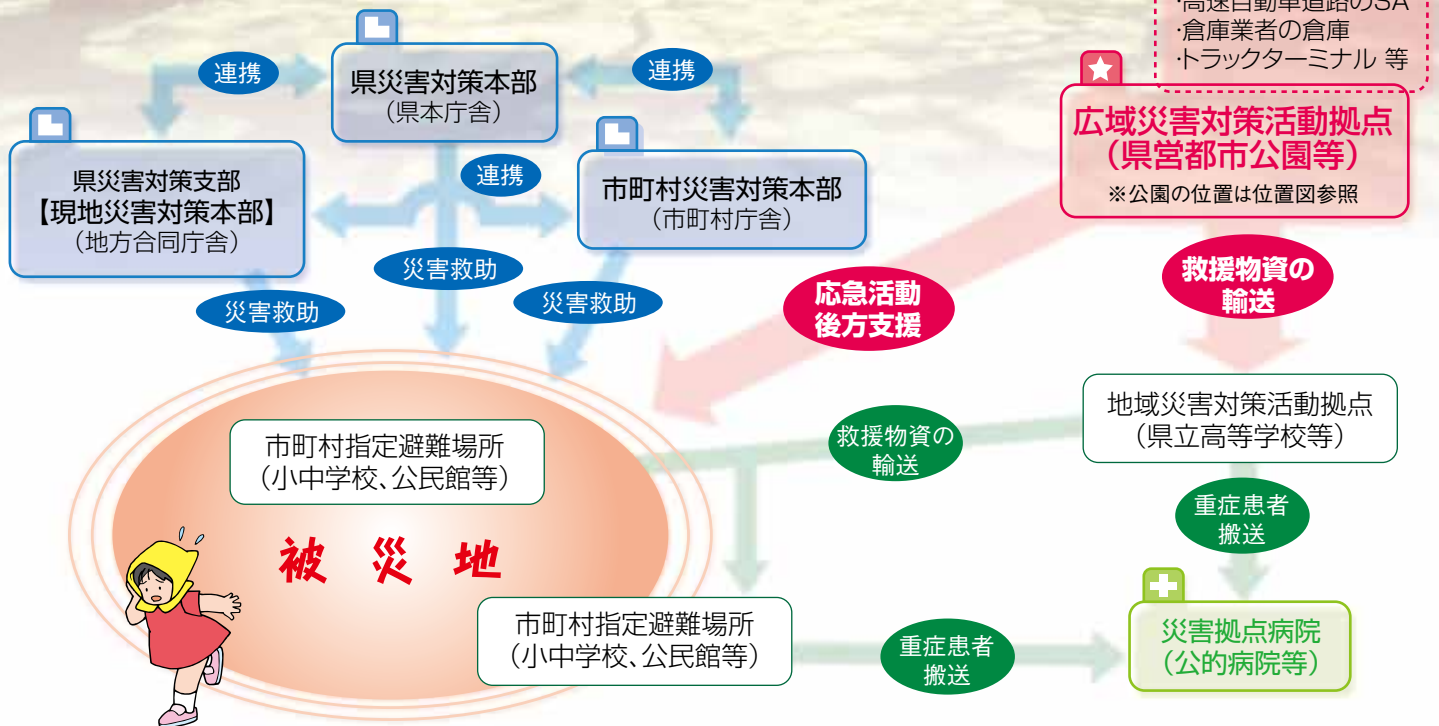 ・高速自動車道路のSA
・倉庫業者の倉庫
・トラックターミナル 等
連携
県災害対策本部
（県本庁舎）
連携
広域災害対策活動拠点
（県営都市公園等）
※公園の位置は位置図参照
県災害対策支部
【現地災害対策本部】
（地方合同庁舎）
連携
市町村災害対策本部
（市町村庁舎）
災害救助
災害救助
災害救助
応急活動
後方支援
救援物資の
輸送
市町村指定避難場所
（小中学校、公民館等）
救援物資の
輸送
地域災害対策活動拠点
（県立高等学校等）
重症患者
搬送
被災地
市町村指定避難場所
（小中学校、公民館等）
重症患者
搬送
災害拠点病院
（公的病院等）